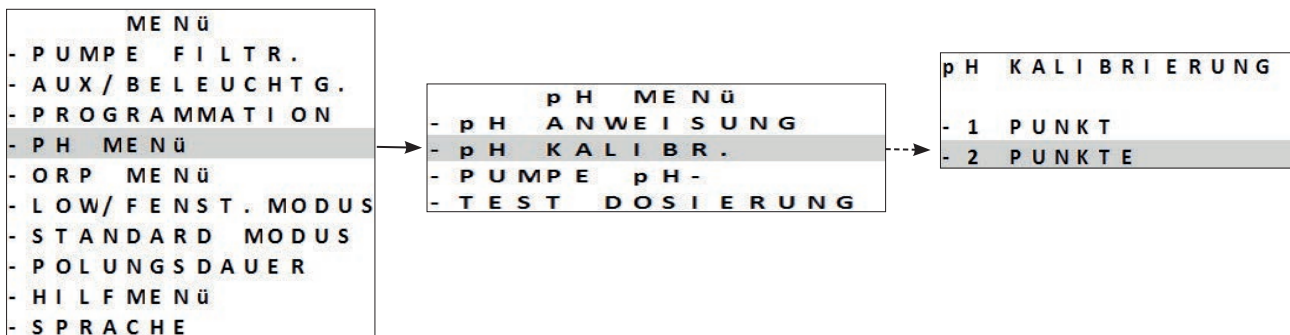 MENü
- PUMPE FILTR.
- AUX/BELEUCHTG.
- PROGRAMMATION
- PH MENü
- ORP MENü
- LOW/FENST.MODUS
- STANDARD MODUS
- POLUNGSDAUER
- HILFMENü
- SPRACHE
pH MENü
- pH ANWEISUNG
- pH KALIBR.
- PUMPE pH-
- TEST DOSIERUNG
pH KALIBRIERUNG
- 1 PUNKT
- 2 PUNKTE